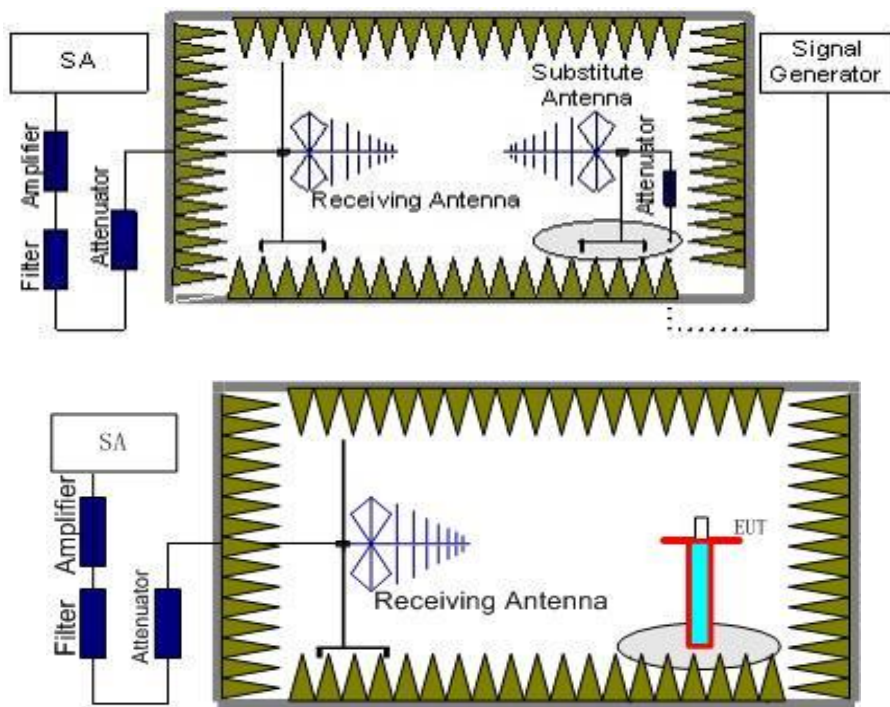 SA
Signal
Generator
Substitute
Antenna
Amplifier
Attenuator
Attenuator
Receiving Antenna
Filter
SA
Amplifier
EUT
Filter
Attenuator
Receiving Antenna